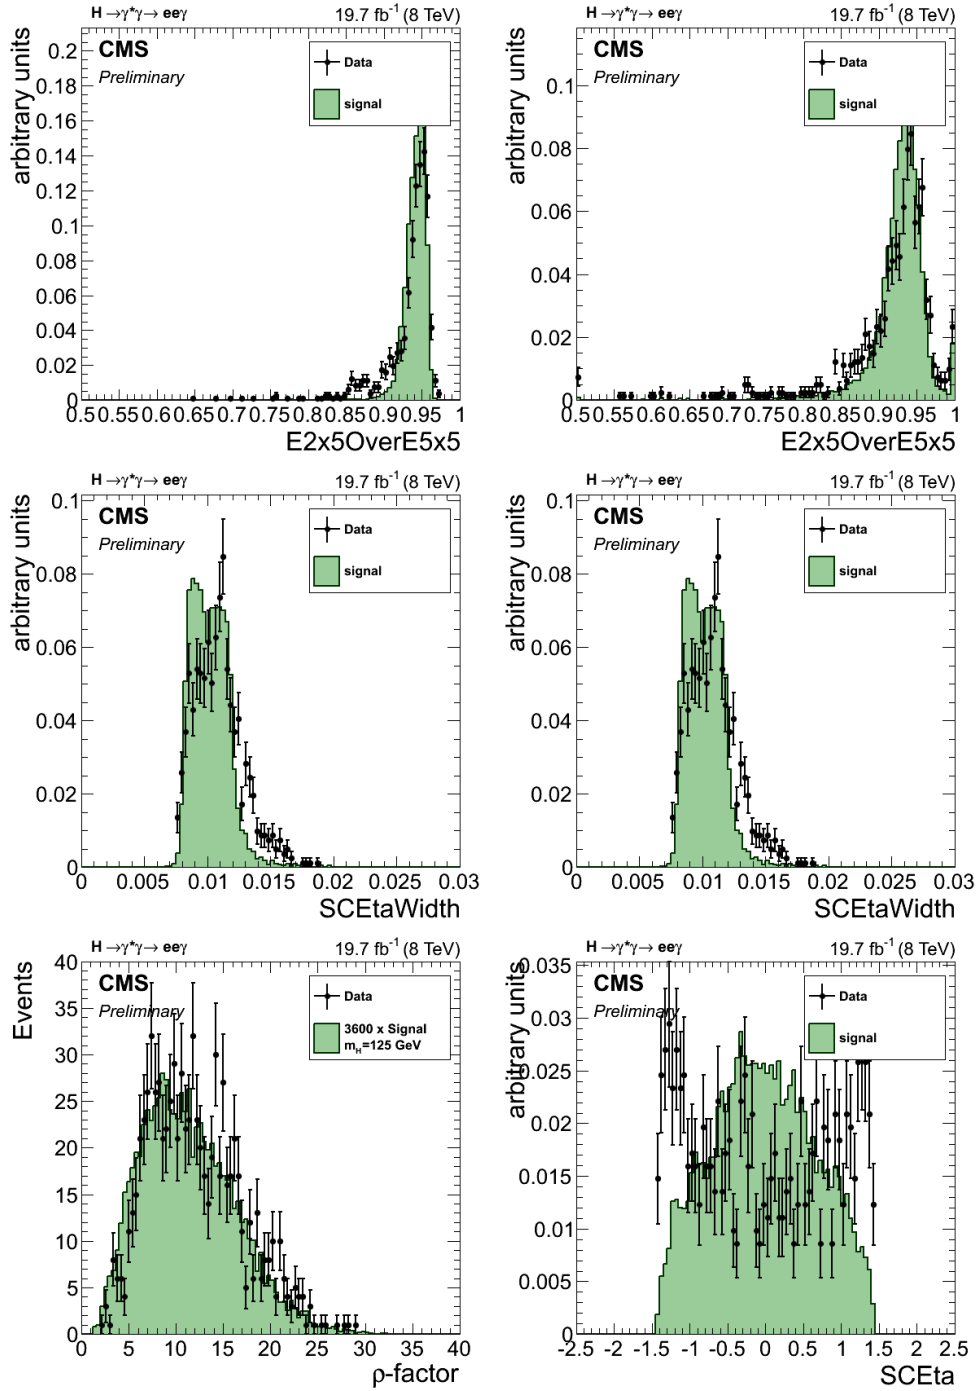 H → γ*γ → eeγ 19.7 fb⁻¹ (8 TeV)
arbitrary units
CMS
Preliminary
Data
signal
0.2
0.18
0.16
0.14
0.12
0.1
0.08
0.06
0.04
0.02
0
0.5 0.55 0.6 0.65 0.7 0.75 0.8 0.85 0.9 0.95 1
E2x5OverE5x5
H → γ*γ → eeγ 19.7 fb⁻¹ (8 TeV)
arbitrary units
CMS
Preliminary
Data
signal
0.1
0.08
0.06
0.04
0.02
0
0.5 0.55 0.6 0.65 0.7 0.75 0.8 0.85 0.9 0.95 1
E2x5OverE5x5
H → γ*γ → eeγ 19.7 fb⁻¹ (8 TeV)
arbitrary units
CMS
Preliminary
Data
signal
0.1
0.08
0.06
0.04
0.02
0
0 0.005 0.01 0.015 0.02 0.025 0.03
SCEtaWidth
H → γ*γ → eeγ 19.7 fb⁻¹ (8 TeV)
arbitrary units
CMS
Preliminary
Data
signal
0.1
0.08
0.06
0.04
0.02
0
0 0.005 0.01 0.015 0.02 0.025 0.03
SCEtaWidth
H → γ*γ → eeγ 19.7 fb⁻¹ (8 TeV)
Events
CMS
Preliminary
Data
3600 x Signal
m_H=125 GeV
40
35
30
25
20
15
10
5
0
0 5 10 15 20 25 30 35 40
ρ-factor
H → γ*γ → eeγ 19.7 fb⁻¹ (8 TeV)
arbitrary units
CMS
Preliminary
Data
signal
0.035
0.03
0.025
0.02
0.015
0.01
0.005
0
-2.5 -2 -1.5 -1 -0.5 0 0.5 1 1.5 2 2.5
SCEta